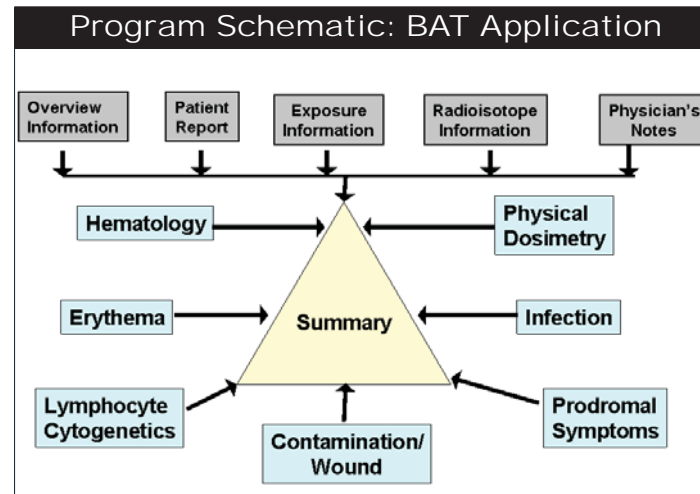 Program Schematic: BAT Application
Overview
Information
Patient
Report
Exposure
Information
Radioisotope
Information
Physician's
Notes
Hematology
Physical
Dosimetry
Erythema
Summary
Infection
Lymphocyte
Cytogenetics
Contamination/
Wound
Prodromal
Symptoms